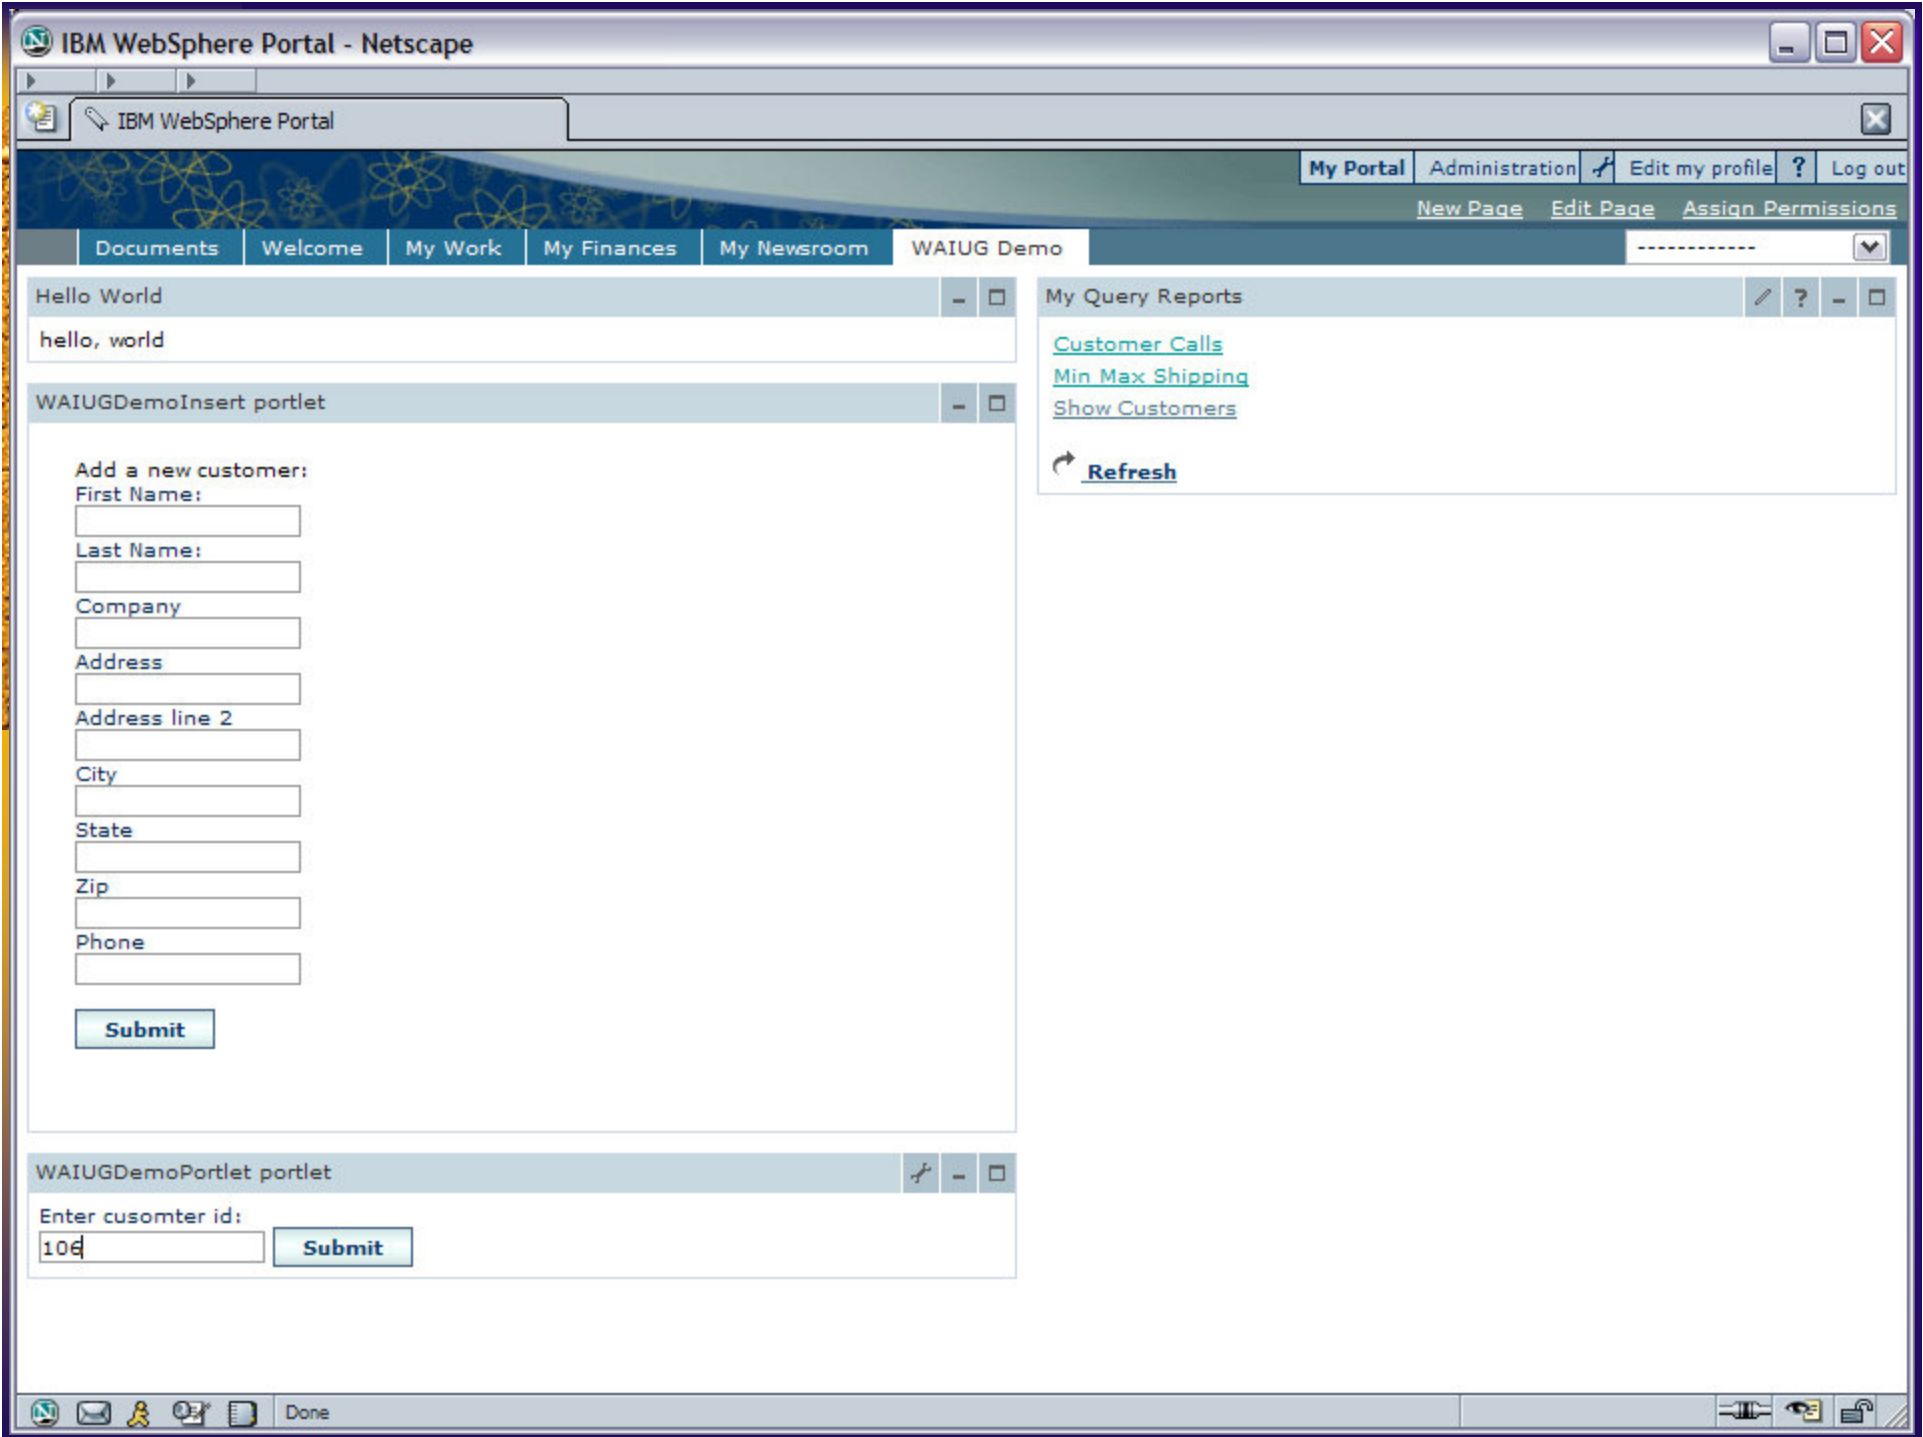 IBM WebSphere Portal - Netscape
IBM WebSphere Portal
My Portal Administration Edit my profile ? Log out
New Page Edit Page Assign Permissions
Documents Welcome My Work My Finances My Newsroom WAIUG Demo ------------
Hello World
hello, world
WAIUGDemoInsert portlet
Add a new customer:
First Name:
Last Name:
Company
Address
Address line 2
City
State
Zip
Phone
Submit
WAIUGDemoPortlet portlet
Enter cusomter id:
106 Submit
My Query Reports ?
Customer Calls
Min Max Shipping
Show Customers
Refresh
Done